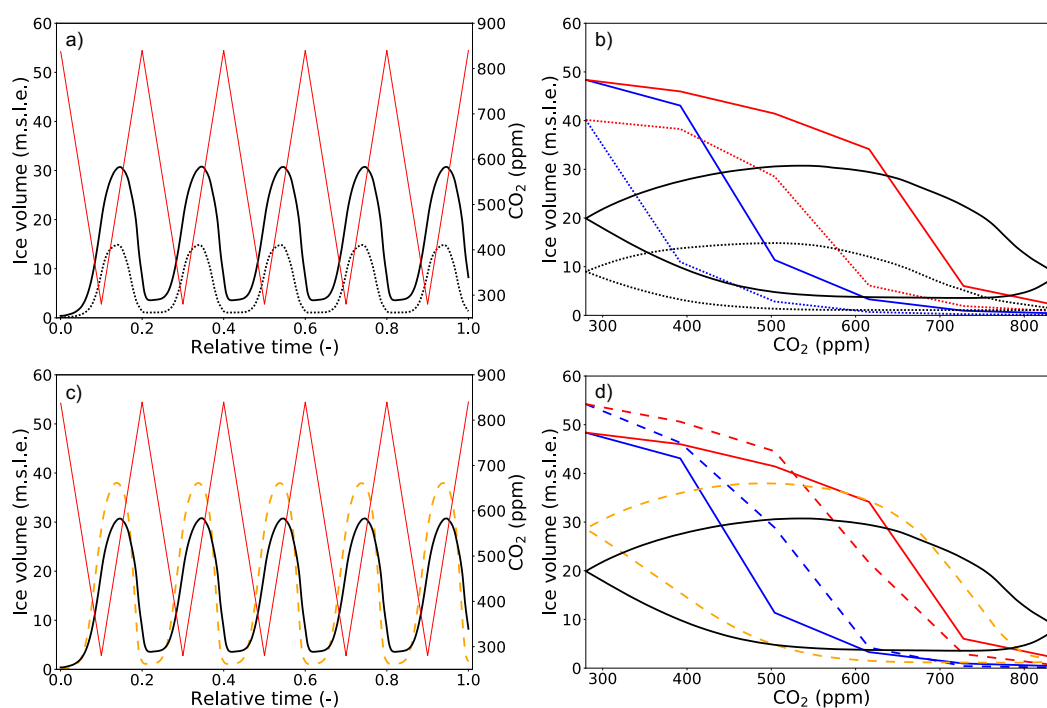 a)
60
50
40
30
20
10
0
Ice volume (m.s.l.e.)
0.0 0.2 0.4 0.6 0.8 1.0
Relative time (-)
900
800
700
600
500
400
300
CO2 (ppm)
b)
60
50
40
30
20
10
0
Ice volume (m.s.l.e.)
300 400 500 600 700 800
CO2 (ppm)
c)
60
50
40
30
20
10
0
Ice volume (m.s.l.e.)
0.0 0.2 0.4 0.6 0.8 1.0
Relative time (-)
900
800
700
600
500
400
300
CO2 (ppm)
d)
60
50
40
30
20
10
0
Ice volume (m.s.l.e.)
300 400 500 600 700 800
CO2 (ppm)